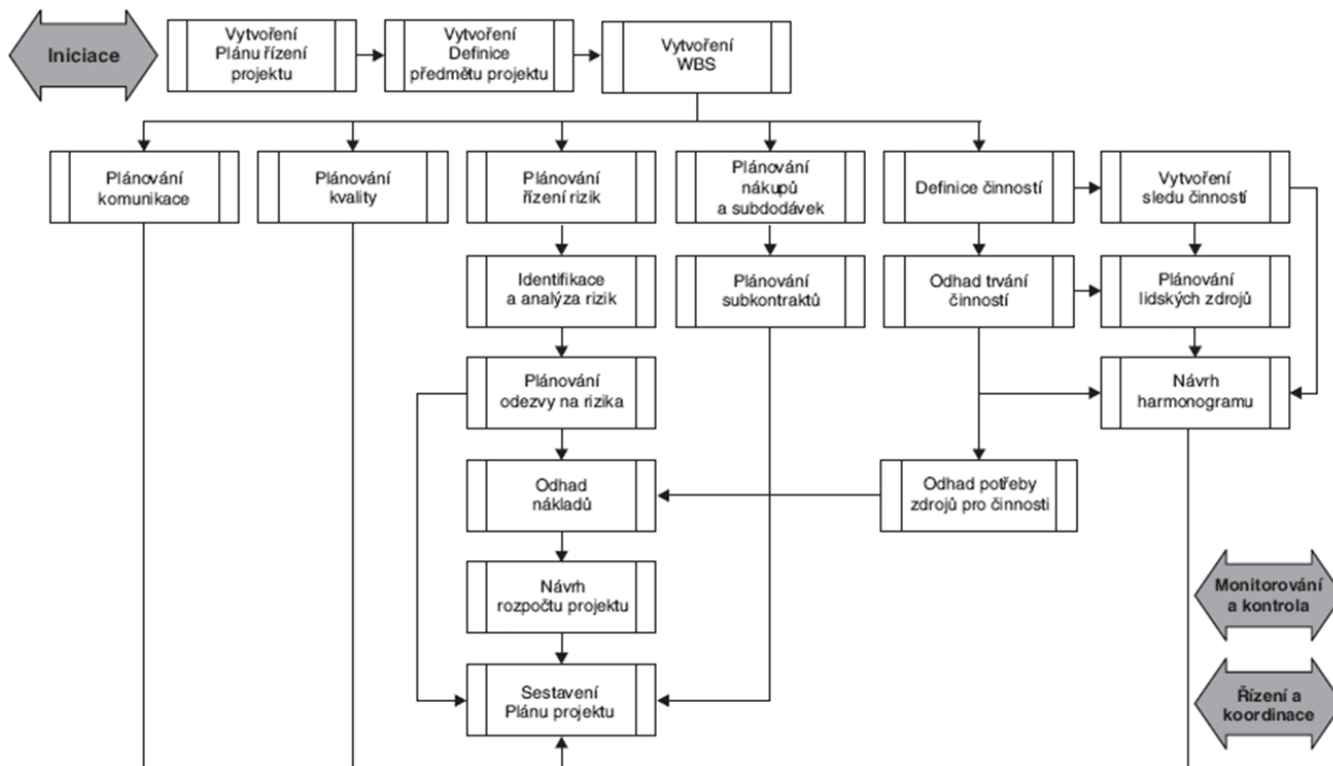 Iniciace
Vytvoření
Plánu řízení
projektu
Vytvoření
Definice
předmětu projektu
Vytvoření
WBS
Plánování
komunikace
Plánování
kvality
Plánování
řízení rizik
Plánování
nákupů
a subdodávek
Definice činností
Vytvoření
sledu činností
Identifikace
a analýza rizik
Plánování
subkontraktů
Odhad trvání
činností
Plánování
lidských zdrojů
Plánování
odezvy na rizika
Návrh
harmonogramu
Odhad
nákladů
Odhad potřeby
zdrojů pro činnosti
Návrh
rozpočtu projektu
Monitorování
a kontrola
Sestavení
Plánu projektu
Řízení a
koordinace